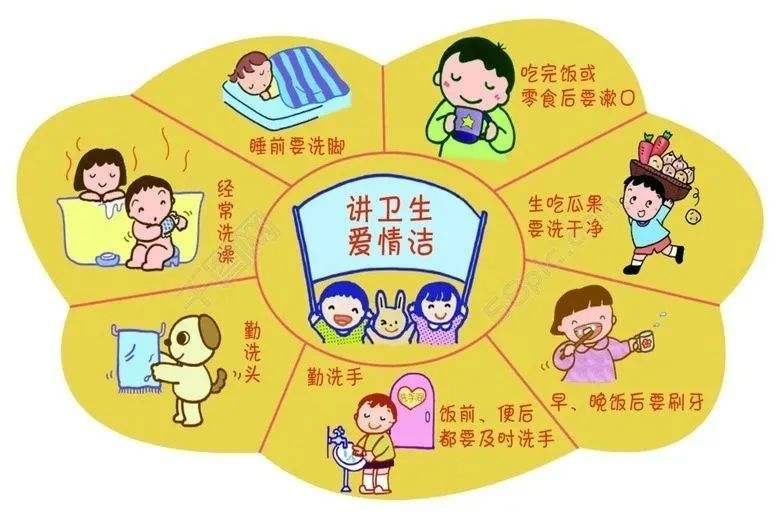 讲卫生
爱情洁
睡前要洗脚
吃完饭或
零食后要漱口
生吃瓜果
要洗干净
早、晚饭后要刷牙
勤洗手
饭前、便后
都要及时洗手
勤洗头
经常洗澡